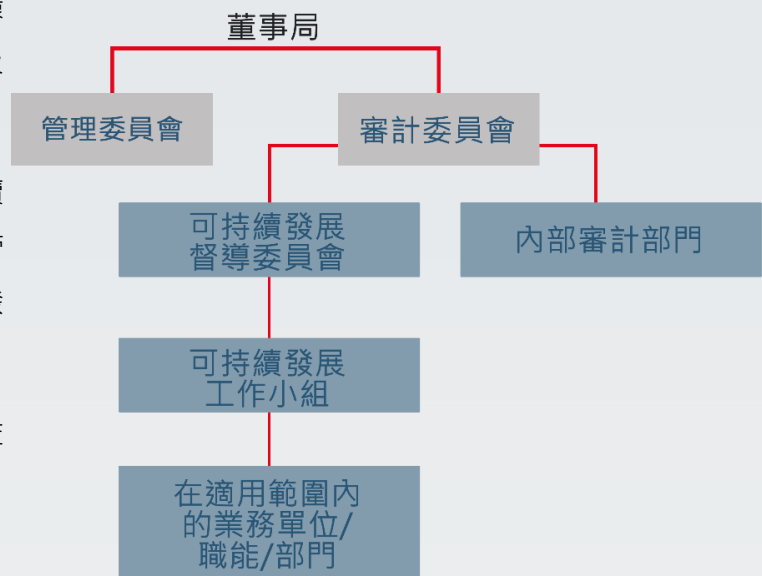 董事局
管理委員會
審計委員會
可持續發展
督導委員會
內部審計部門
可持續發展
工作小組
在適用範圍內
的業務單位/
職能/部門